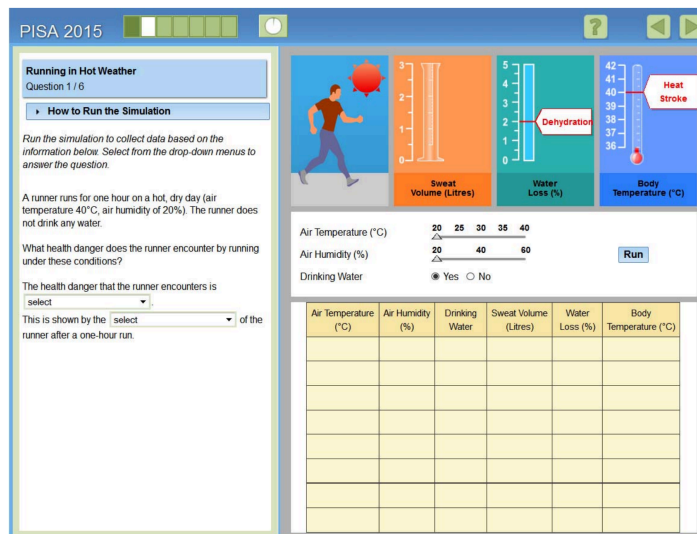 PISA 2015
?
Running in Hot Weather
Question 1 / 6
How to Run the Simulation
Run the simulation to collect data based on the
information below. Select from the drop-down menus to
answer the question.
A runner runs for one hour on a hot, dry day (air
temperature 40°C, air humidity of 20%). The runner does
not drink any water.
What health danger does the runner encounter by running
under these conditions?
The health danger that the runner encounters is
select .
This is shown by the select of the
runner after a one-hour run.
3
2
1
0
Sweat
Volume (Litres)
5
4
3
2
1
0
Dehydration
Water
Loss (%)
42
41
40
39
38
37
36
Heat
Stroke
Body
Temperature (°C)
Air Temperature (°C) 20 25 30 35 40
Air Humidity (%) 20 40 60
Run
Drinking Water Yes No
Air Temperature (°C) Air Humidity (%) Drinking Water Sweat Volume (Litres) Water Loss (%) Body Temperature (°C)